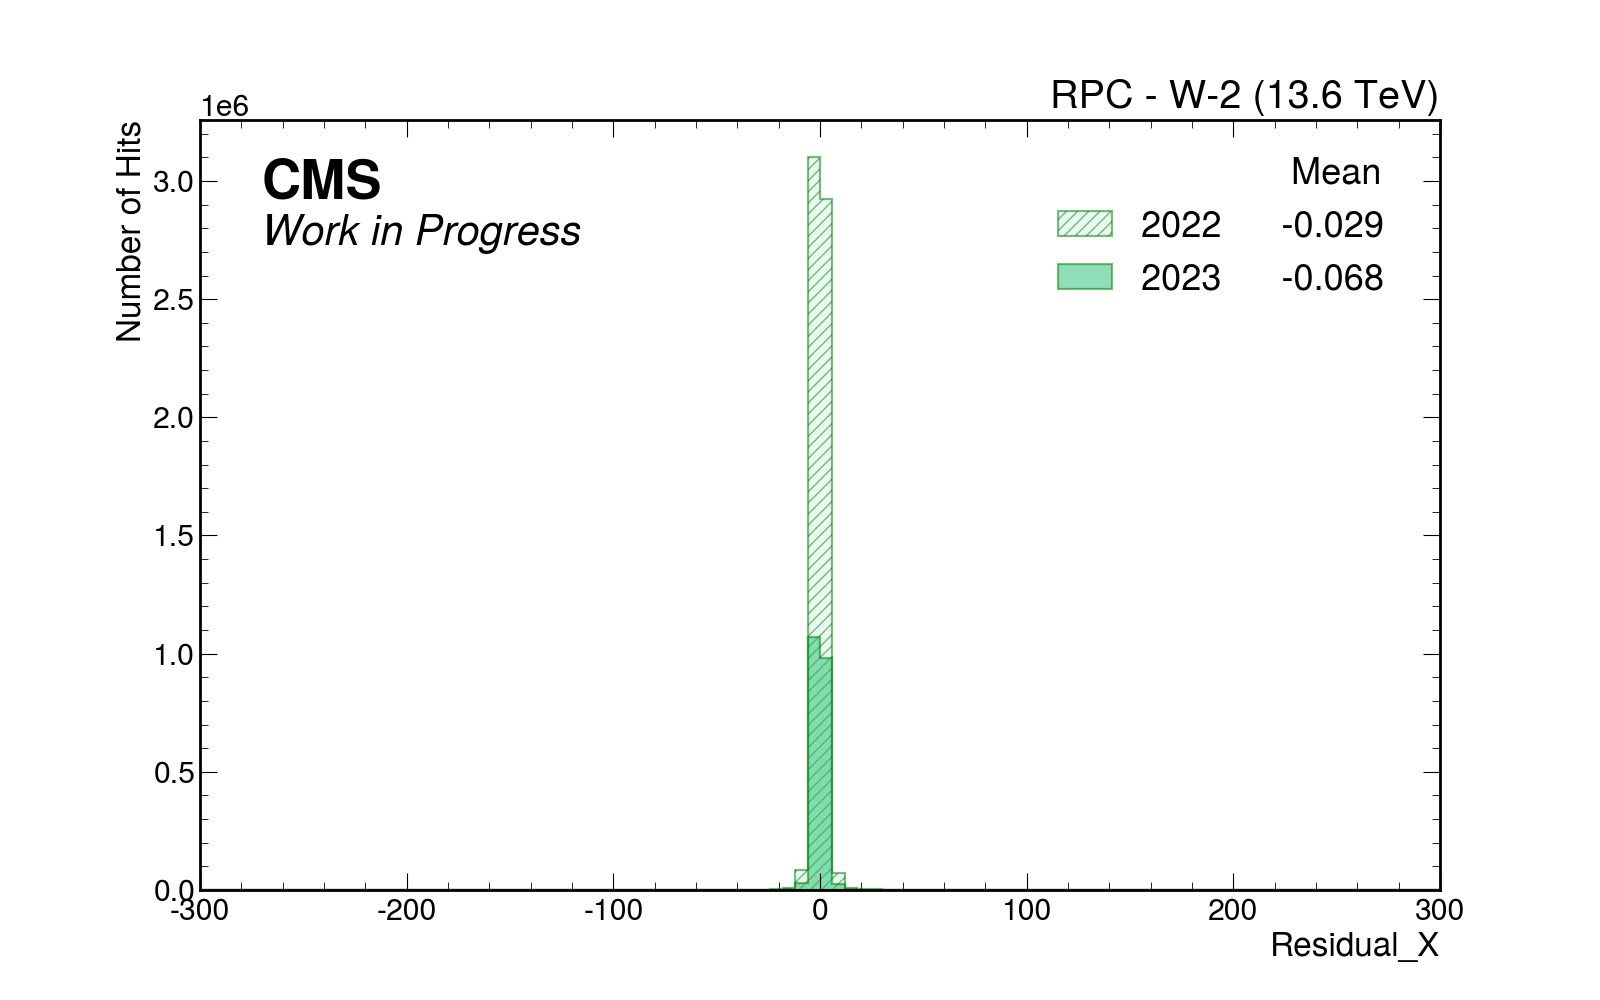 RPC - W-2 (13.6 TeV)
1e6
CMS
Work in Progress
Mean
2022 -0.029
2023 -0.068
Number of Hits
3.0
2.5
2.0
1.5
1.0
0.5
0.0
-300 -200 -100 0 100 200 300
Residual_X